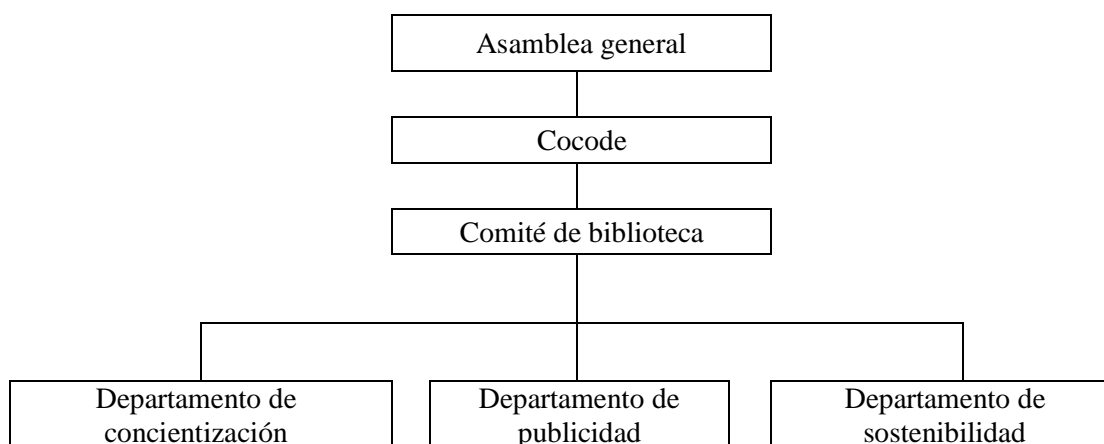 Asamblea general
Cocode
Comité de biblioteca
Departamento de
concientización
Departamento de
publicidad
Departamento de
sostenibilidad